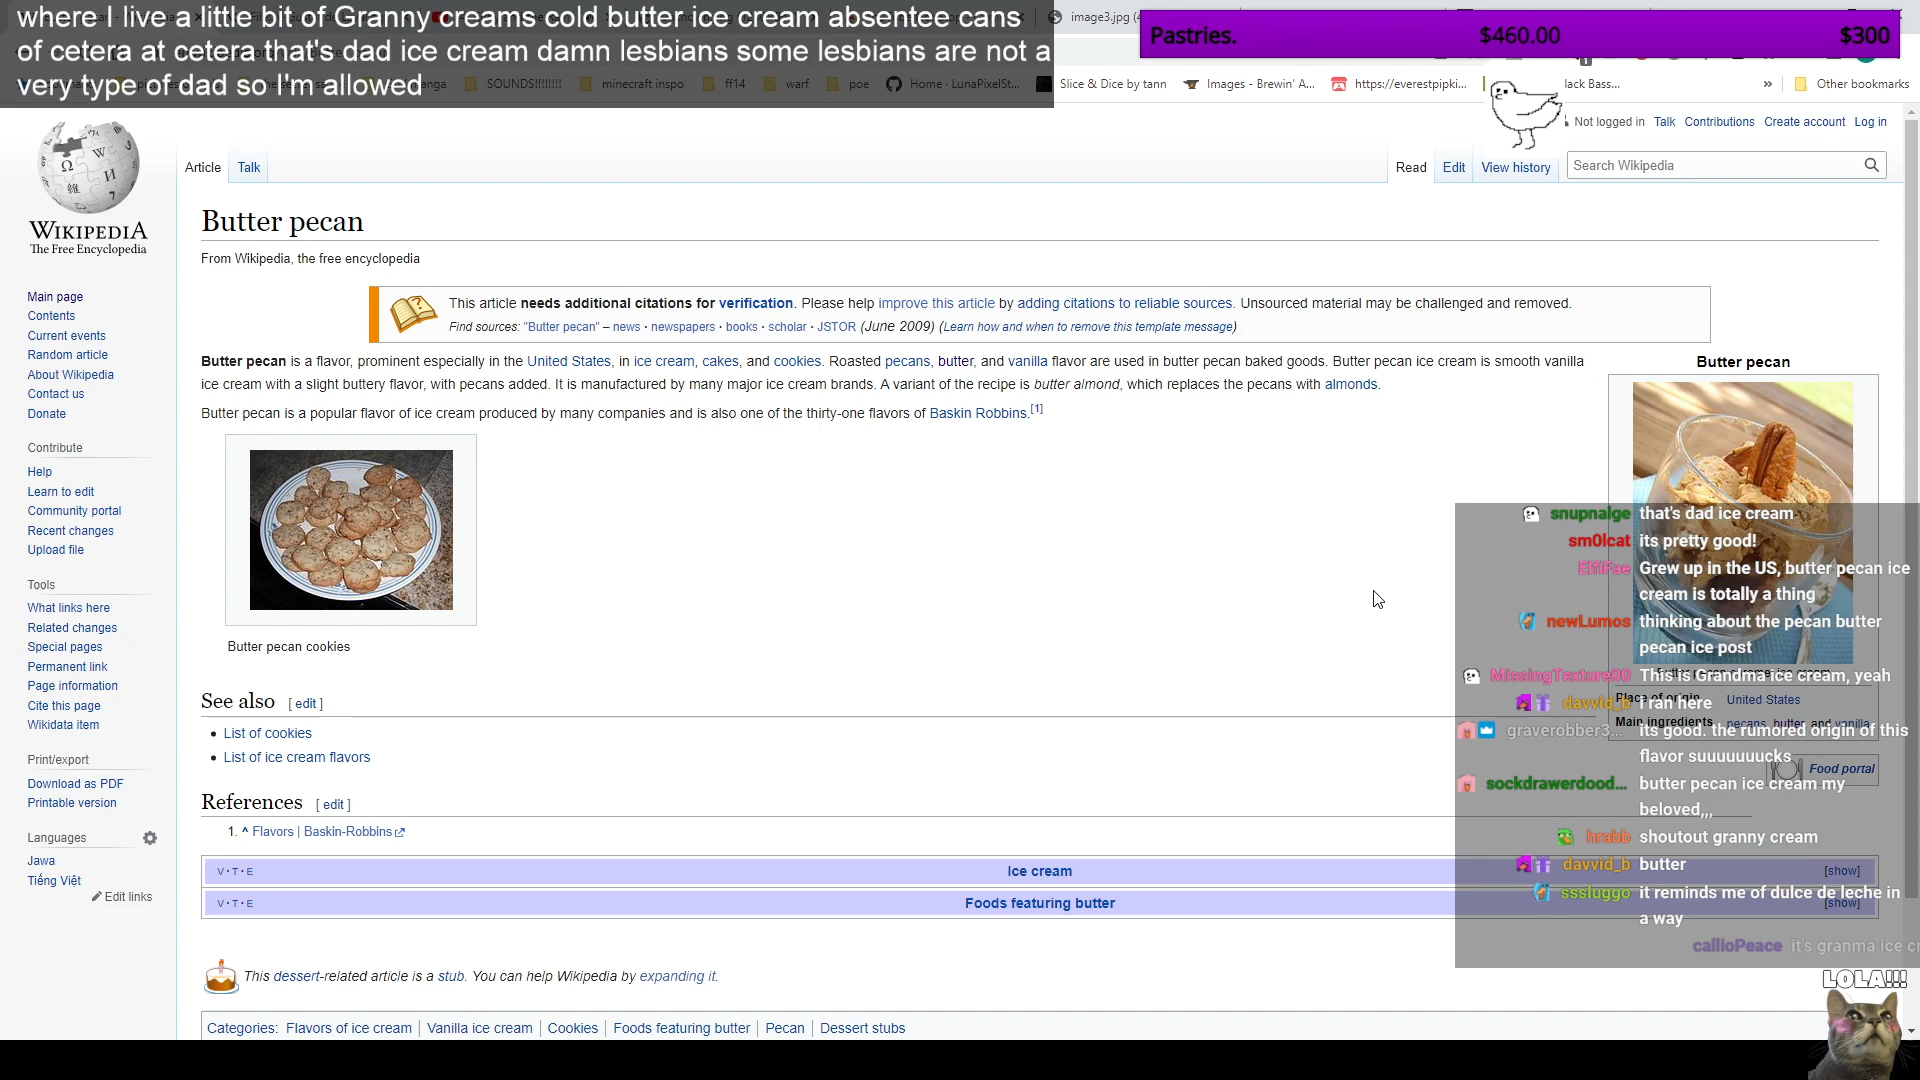 where I live a little bit of Granny creams cold butter ice cream absentee cans
of cetera at cetera that's dad ice cream damn lesbians some lesbians are not a
very type of dad so I'm allowed
image3.jpg
Pastries. $460.00 $300
SOUNDS!!!!!!!! minecraft inspo ff14 warf poe Home · LunaPixelSt... Slice & Dice by tann Images - Brewin' A... https://everestpipki... lack Bass... » Other bookmarks
Not logged in Talk Contributions Create account Log in
Article Talk Read Edit View history Search Wikipedia
WIKIPEDIA
The Free Encyclopedia
Main page
Contents
Current events
Random article
About Wikipedia
Contact us
Donate
Contribute
Help
Learn to edit
Community portal
Recent changes
Upload file
Tools
What links here
Related changes
Special pages
Permanent link
Page information
Cite this page
Wikidata item
Print/export
Download as PDF
Printable version
Languages
Jawa
Tiếng Việt
Edit links
Butter pecan
From Wikipedia, the free encyclopedia
This article needs additional citations for verification. Please help improve this article by adding citations to reliable sources. Unsourced material may be challenged and removed.
Find sources: "Butter pecan" – news · newspapers · books · scholar · JSTOR (June 2009) (Learn how and when to remove this template message)
Butter pecan is a flavor, prominent especially in the United States, in ice cream, cakes, and cookies. Roasted pecans, butter, and vanilla flavor are used in butter pecan baked goods. Butter pecan ice cream is smooth vanilla
ice cream with a slight buttery flavor, with pecans added. It is manufactured by many major ice cream brands. A variant of the recipe is butter almond, which replaces the pecans with almonds.
Butter pecan is a popular flavor of ice cream produced by many companies and is also one of the thirty-one flavors of Baskin Robbins.[1]
Butter pecan cookies
See also [ edit ]
List of cookies
List of ice cream flavors
References [ edit ]
1. ^ Flavors | Baskin-Robbins
V·T·E Ice cream [show]
V·T·E Foods featuring butter [show]
This dessert-related article is a stub. You can help Wikipedia by expanding it.
Categories: Flavors of ice cream Vanilla ice cream Cookies Foods featuring butter Pecan Dessert stubs
Butter pecan
Place of origin United States
Main ingredients pecans, butter, and vanilla
Food portal
snupnalge that's dad ice cream
sm0lcat its pretty good!
ElfiFae Grew up in the US, butter pecan ice
cream is totally a thing
newLumos thinking about the pecan butter
pecan ice post
MissingTexture00 This is Grandma ice cream, yeah
davvid_b I ran here
graverobber3... its good. the rumored origin of this
flavor suuuuuuucks
sockdrawerdood... butter pecan ice cream my
beloved,,,
hrabb shoutout granny cream
davvid_b butter
sssluggo it reminds me of dulce de leche in
a way
callioPeace it's granma ice cr
LOLA!!!